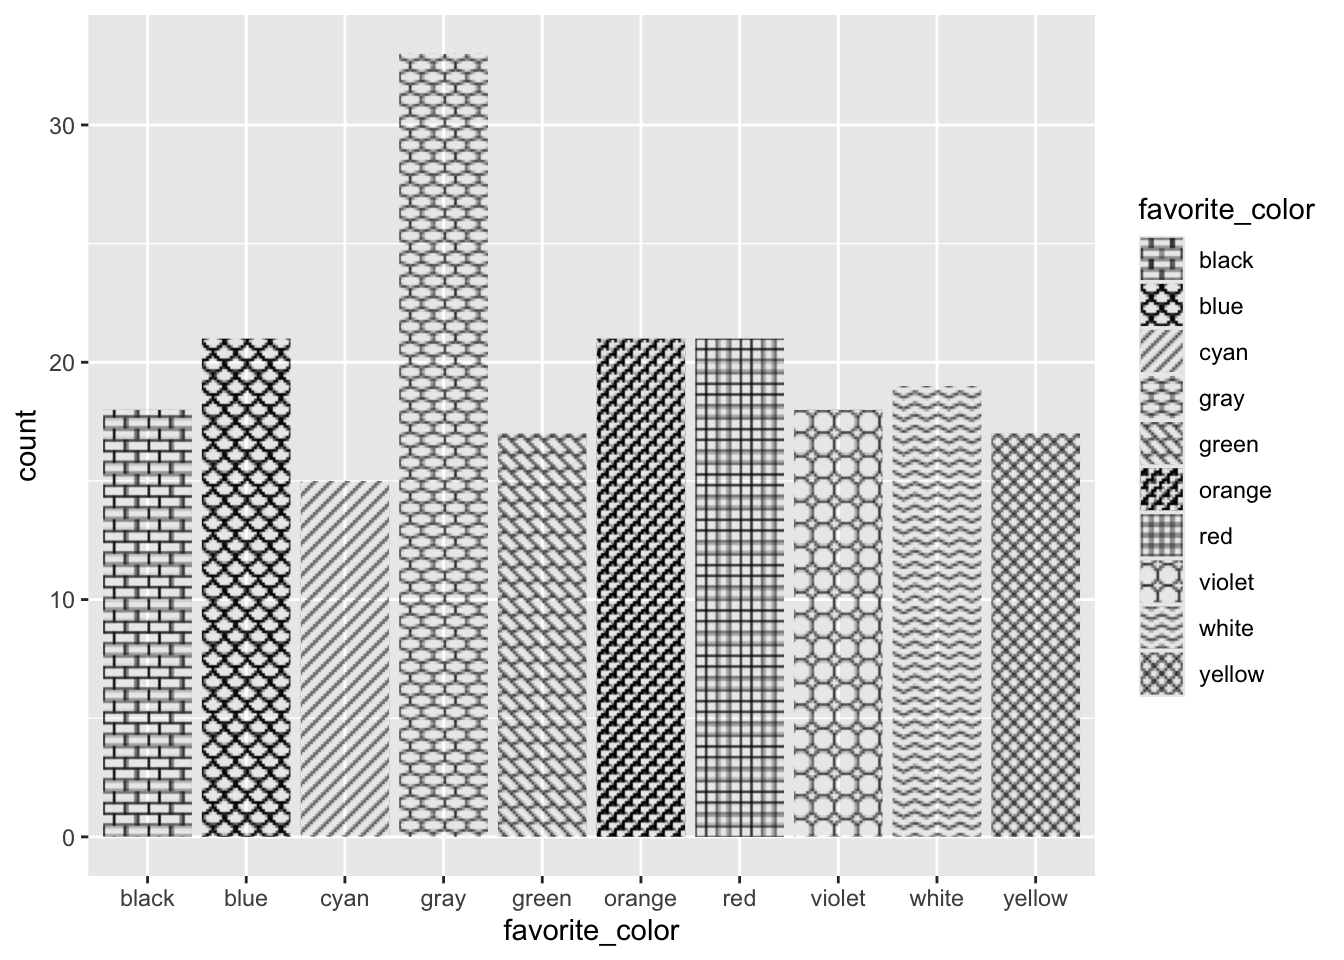 30
20
10
0
count
black blue cyan gray green orange red violet white yellow
favorite_color
favorite_color
black
blue
cyan
gray
green
orange
red
violet
white
yellow